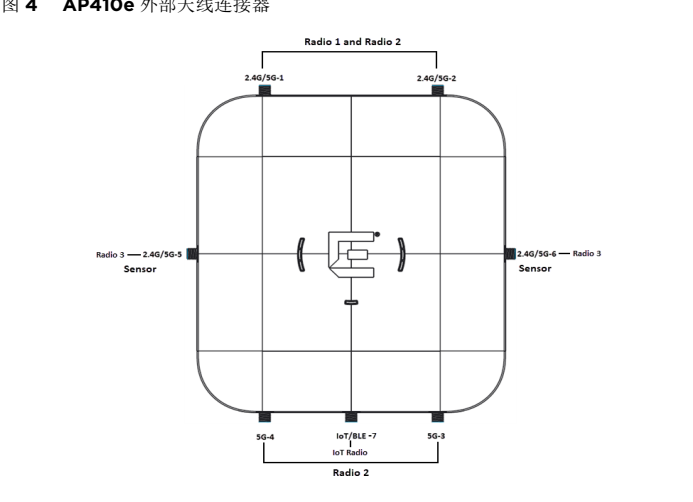 图 4 AP410e 外部天线连接器
Radio 1 and Radio 2
2.4G/5G-1 2.4G/5G-2
Radio 3 2.4G/5G-5 2.4G/5G-6 Radio 3
Sensor Sensor
5G-4 IoT/BLE -7 5G-3
IoT Radio
Radio 2